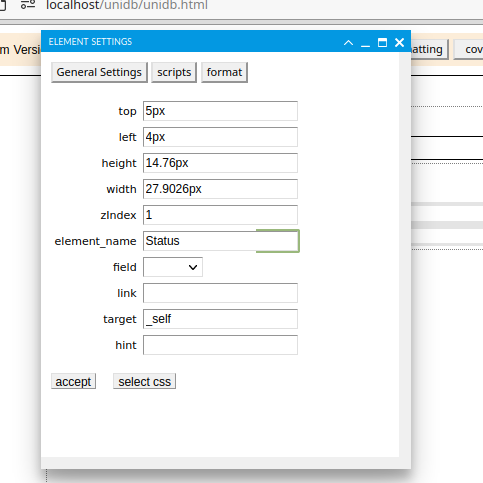 localhost/unidb/unidb.html
m Versi
ELEMENT SETTINGS
atting
cov
General Settings scripts format
top 5px
left 4px
height 14.76px
width 27.9026px
zIndex 1
element_name Status
field
link
target _self
hint
accept select css